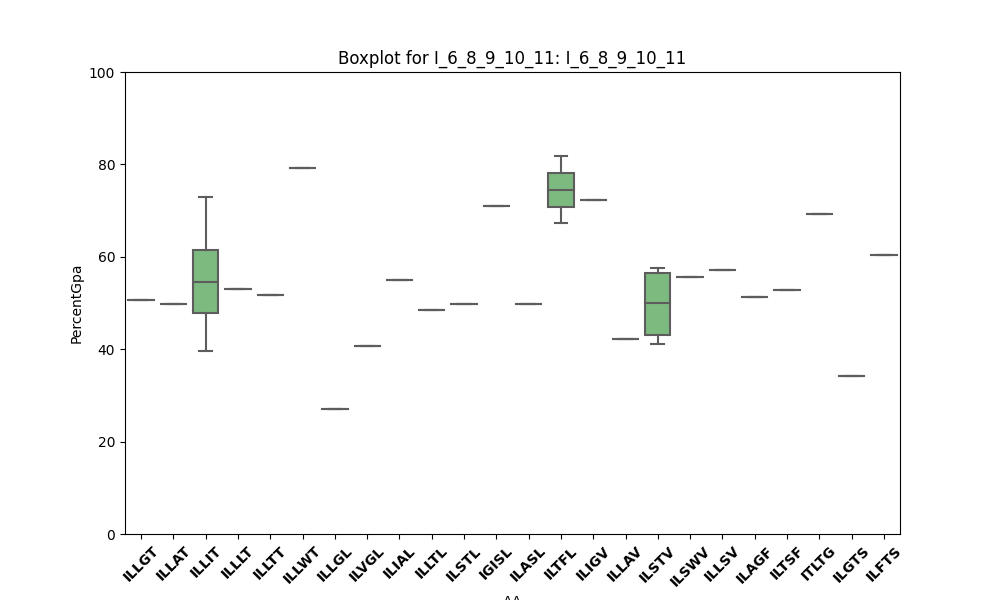 Boxplot for I_6_8_9_10_11: I_6_8_9_10_11
100
80
60
40
20
0
PercentGpa
ILLGT ILLAT ILLIT ILLLT ILLTT ILLWT ILLGL ILVGL ILIAL ILLTL ILSTL IGISL ILASL ILTFL ILIGV ILLAV ILSTV ILSWV ILLSV ILAGF ILTSF ITLTG ILGTS ILFTS